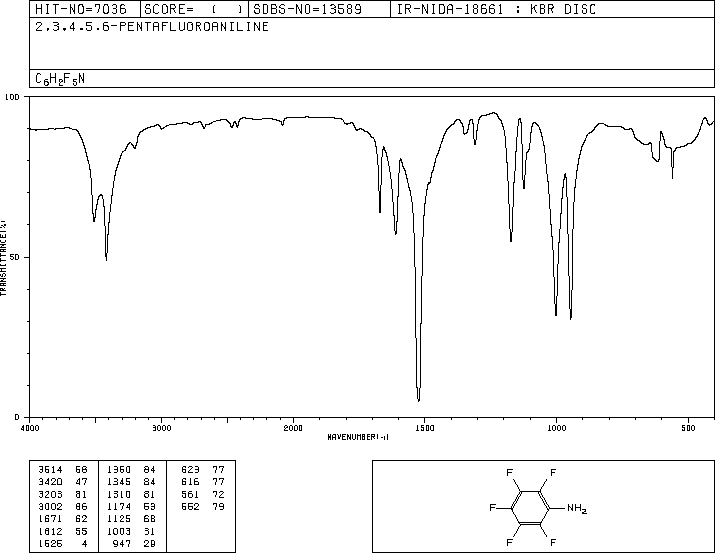 HIT-NO=7036 SCORE= ( ) SDBS-NO=13589 IR-NIDA-18661 : KBR DISC
2,3,4,5,6-PENTAFLUOROANILINE
C6H2F5N
100
50
0
TRANSMITTANCE(%)
4000 3000 2000 1500 1000 500
WAVENUMBER(-1)
3514 68 1360 84 623 77
3420 47 1345 84 616 77
3203 81 1310 81 561 72
3002 86 1174 53 552 79
1671 62 1125 68
1612 55 1003 31
1525 4 947 29
F F
F NH2
F F